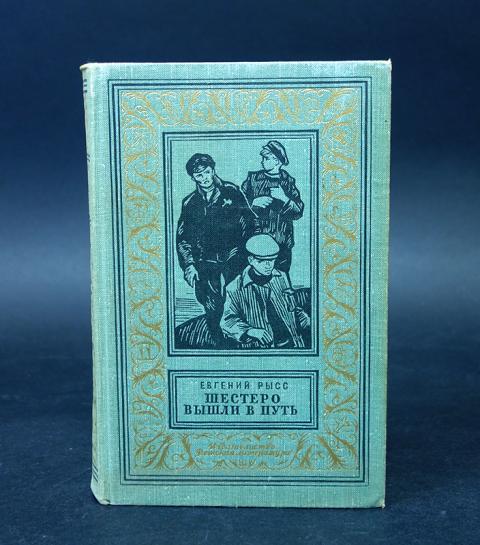 ЕВГЕНИЙ РЫСС
ШЕСТЕРО
ВЫШЛИ В ПУТЬ
Издательство
Детская литература